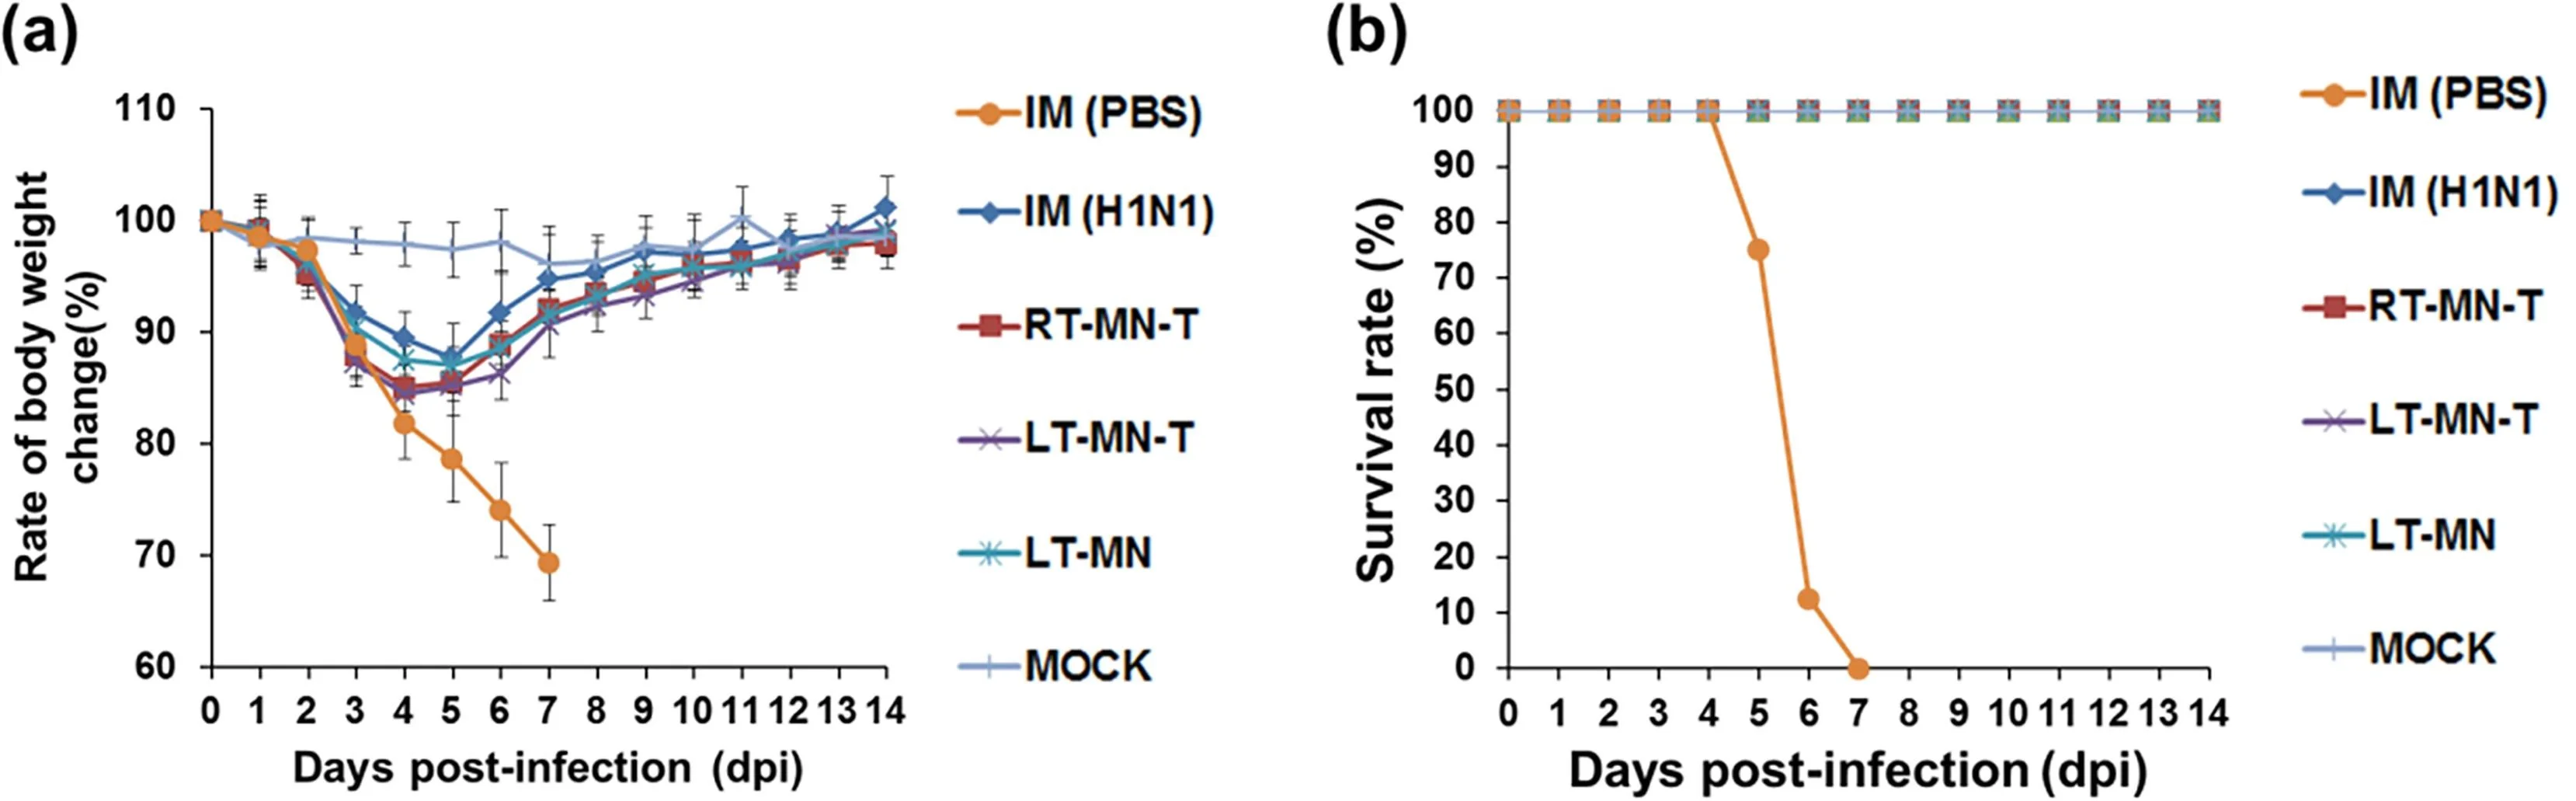 (a)
Rate of body weight
change(%)
110
100
90
80
70
60
0 1 2 3 4 5 6 7 8 9 10 11 12 13 14
Days post-infection (dpi)
IM (PBS)
IM (H1N1)
RT-MN-T
LT-MN-T
LT-MN
MOCK
(b)
Survival rate (%)
100
90
80
70
60
50
40
30
20
10
0
0 1 2 3 4 5 6 7 8 9 10 11 12 13 14
Days post-infection (dpi)
IM (PBS)
IM (H1N1)
RT-MN-T
LT-MN-T
LT-MN
MOCK